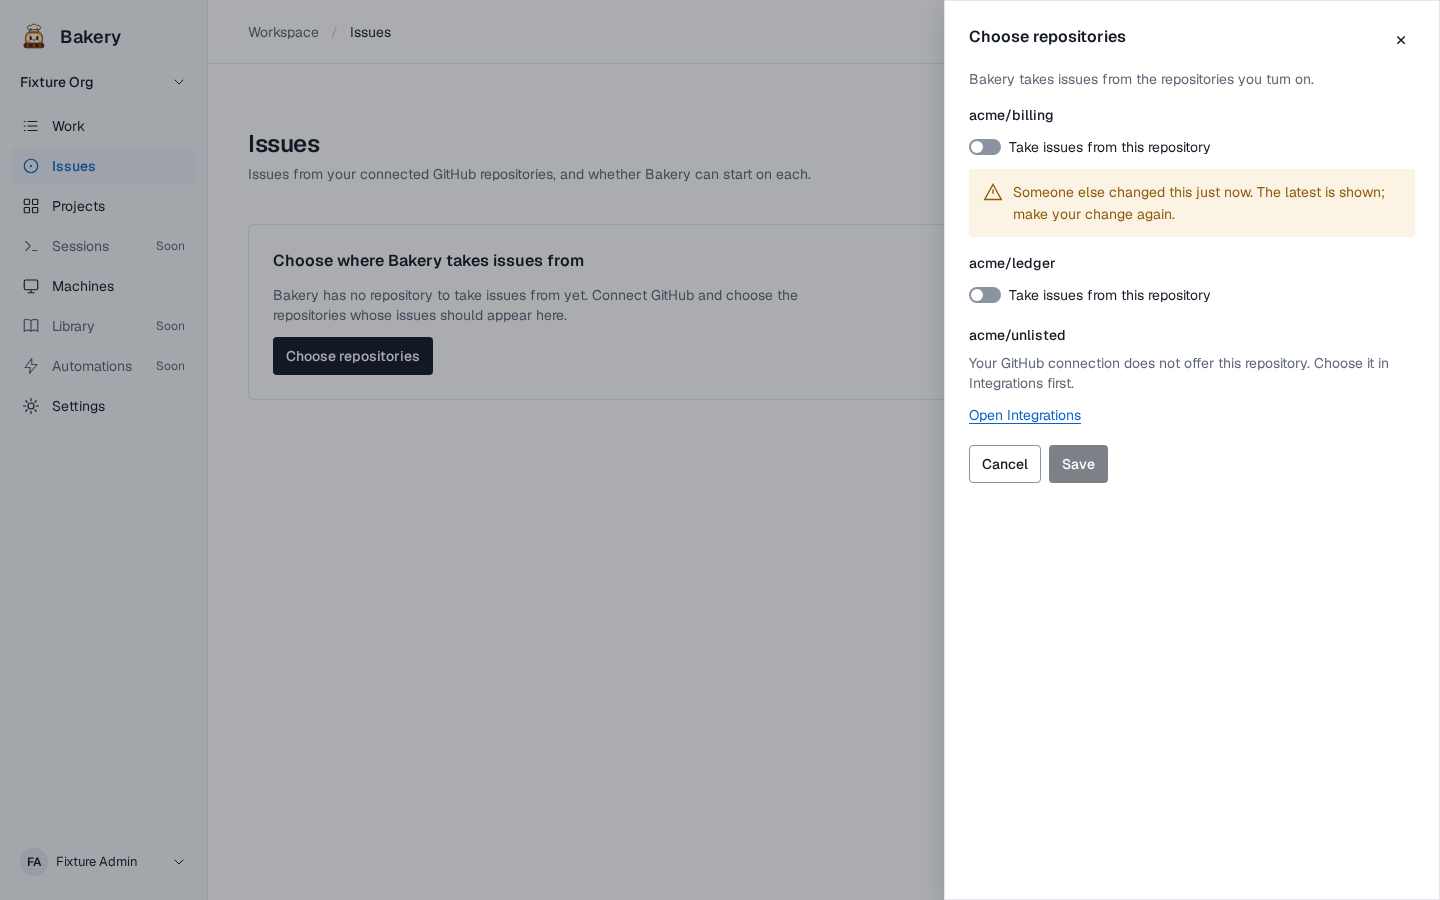 Bakery
Fixture Org
Work
Issues
Projects
Sessions Soon
Machines
Library Soon
Automations Soon
Settings
FA Fixture Admin
Workspace / Issues
Issues
Issues from your connected GitHub repositories, and whether Bakery can start on each.
Choose where Bakery takes issues from
Bakery has no repository to take issues from yet. Connect GitHub and choose the
repositories whose issues should appear here.
Choose repositories
Choose repositories
Bakery takes issues from the repositories you turn on.
acme/billing
Take issues from this repository
Someone else changed this just now. The latest is shown;
make your change again.
acme/ledger
Take issues from this repository
acme/unlisted
Your GitHub connection does not offer this repository. Choose it in
Integrations first.
Open Integrations
Cancel Save